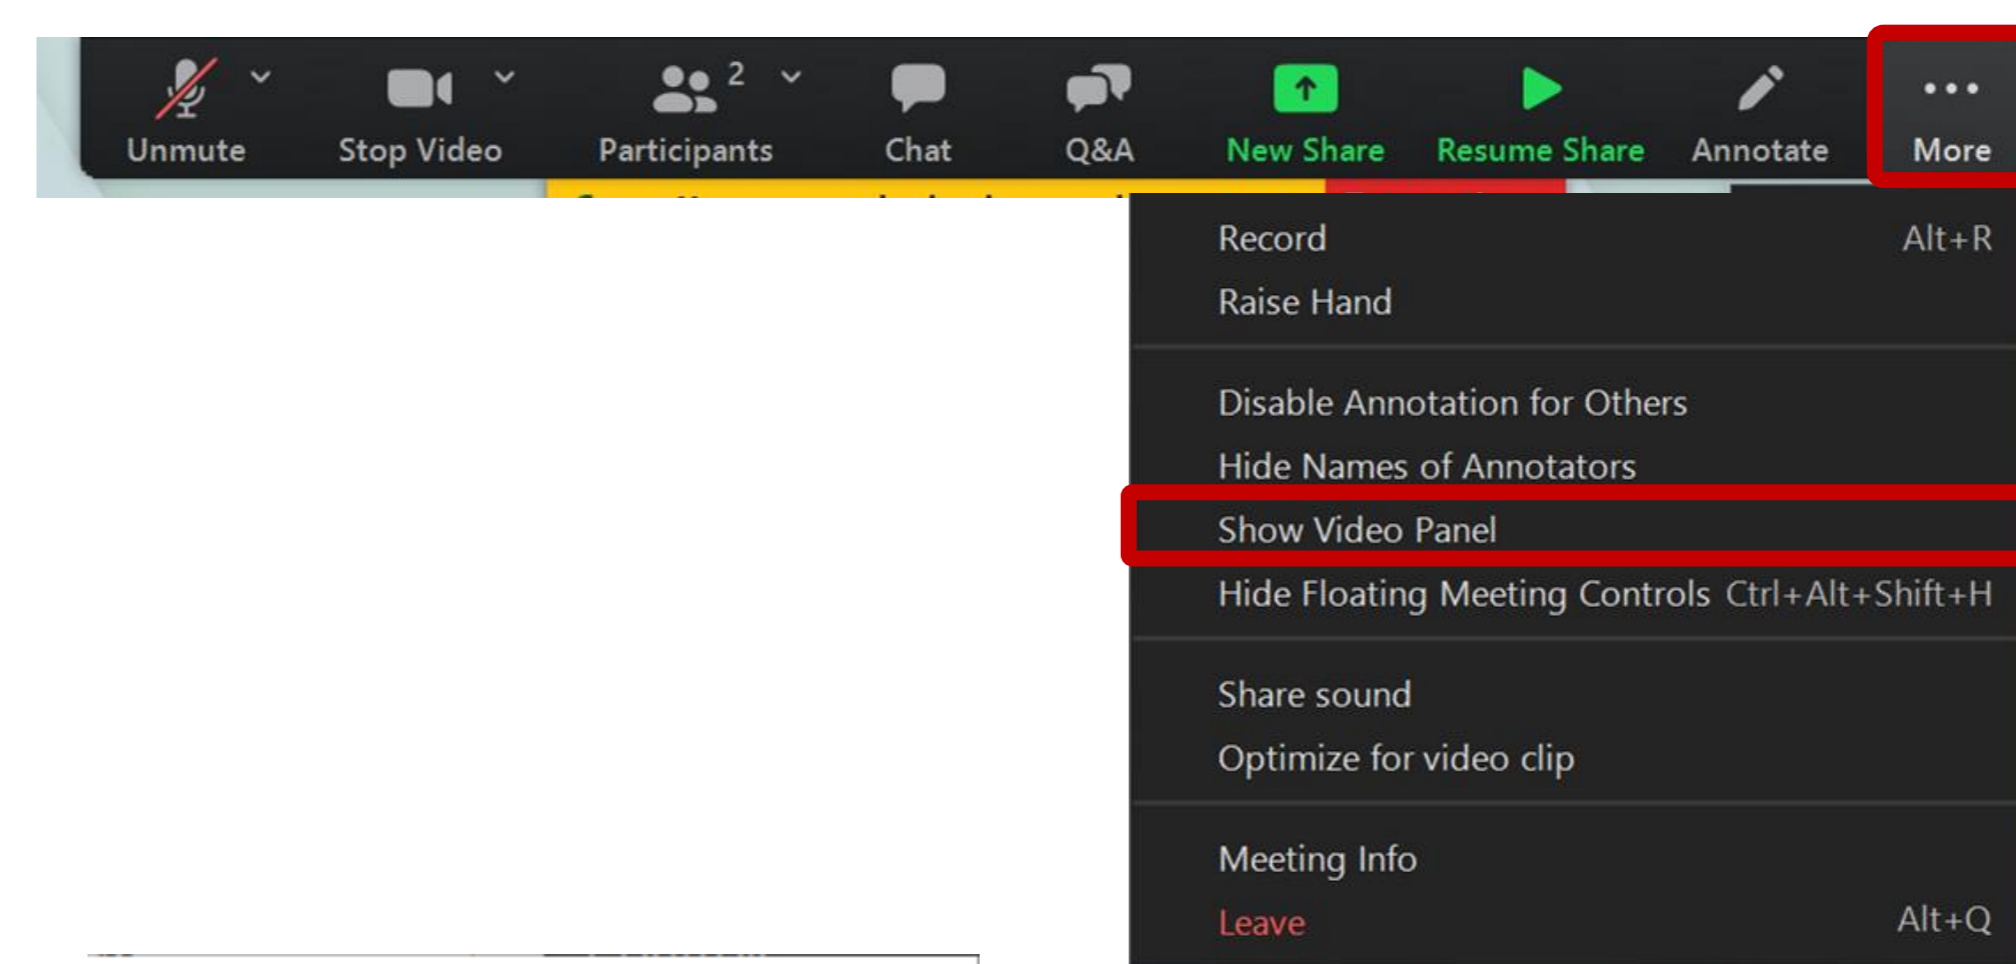 2
Unmute Stop Video Participants Chat Q&A New Share Resume Share Annotate More
Record Alt+R
Raise Hand
Disable Annotation for Others
Hide Names of Annotators
Show Video Panel
Hide Floating Meeting Controls Ctrl+Alt+Shift+H
Share sound
Optimize for video clip
Meeting Info
Leave Alt+Q